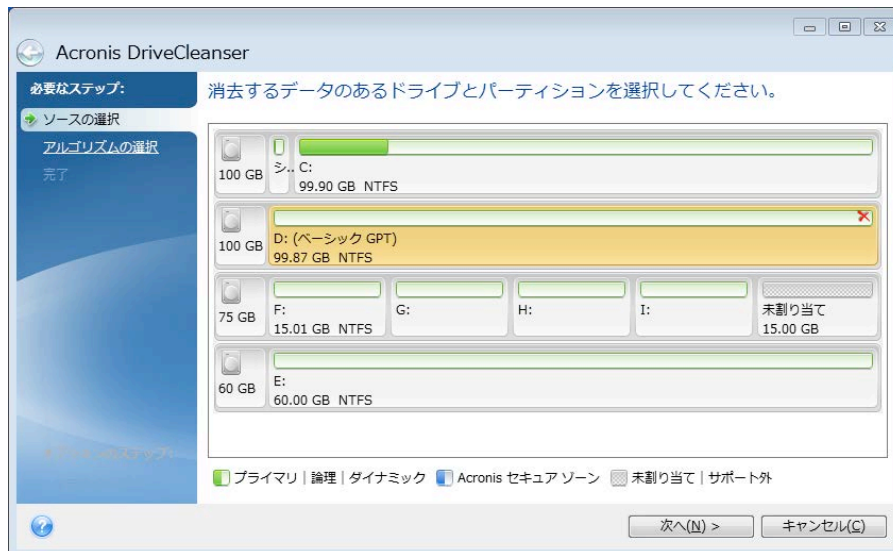 Acronis DriveCleanser
必要なステップ:
ソースの選択
アルゴリズムの選択
完了
消去するデータのあるドライブとパーティションを選択してください。
100 GB
シ..
C:
99.90 GB NTFS
100 GB
D: (ベーシック GPT)
99.87 GB NTFS
75 GB
F:
15.01 GB NTFS
G:
H:
I:
未割り当て
15.00 GB
60 GB
E:
60.00 GB NTFS
プライマリ | 論理 | ダイナミック Acronis セキュア ゾーン 未割り当て | サポート外
次へ(N) >
キャンセル(C)